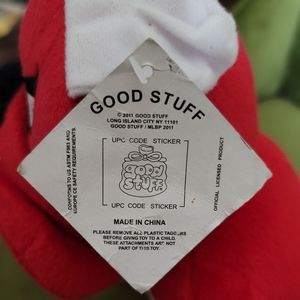 GOOD STUFF
© 2011 GOOD STUFF
LONG ISLAND CITY NY 11101
GOOD STUFF / MLBP 2011
UPC CODE STICKER
GOOD
STUFF
UPC CODE STICKER
CONFORMS TO US ASTM F963 AND
EUROPE CE SAFETY REQUIREMENTS.
OFFICIAL LICENSED PRODUCT
MADE IN CHINA
PLEASE REMOVE ALL PLASTIC TAGGERS
BEFORE GIVING TOY TO A CHILD.
THESE ATTACHMENTS ARE NOT
PART OF THIS TOY.